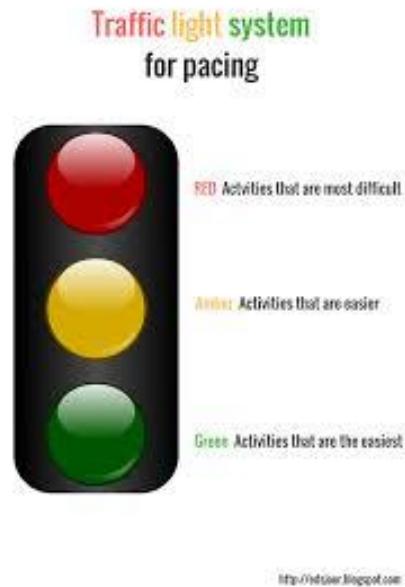 Traffic light system
for pacing
RED Actvities that are most difficult
Amber Activities that are easier
Green Activities that are the easiest